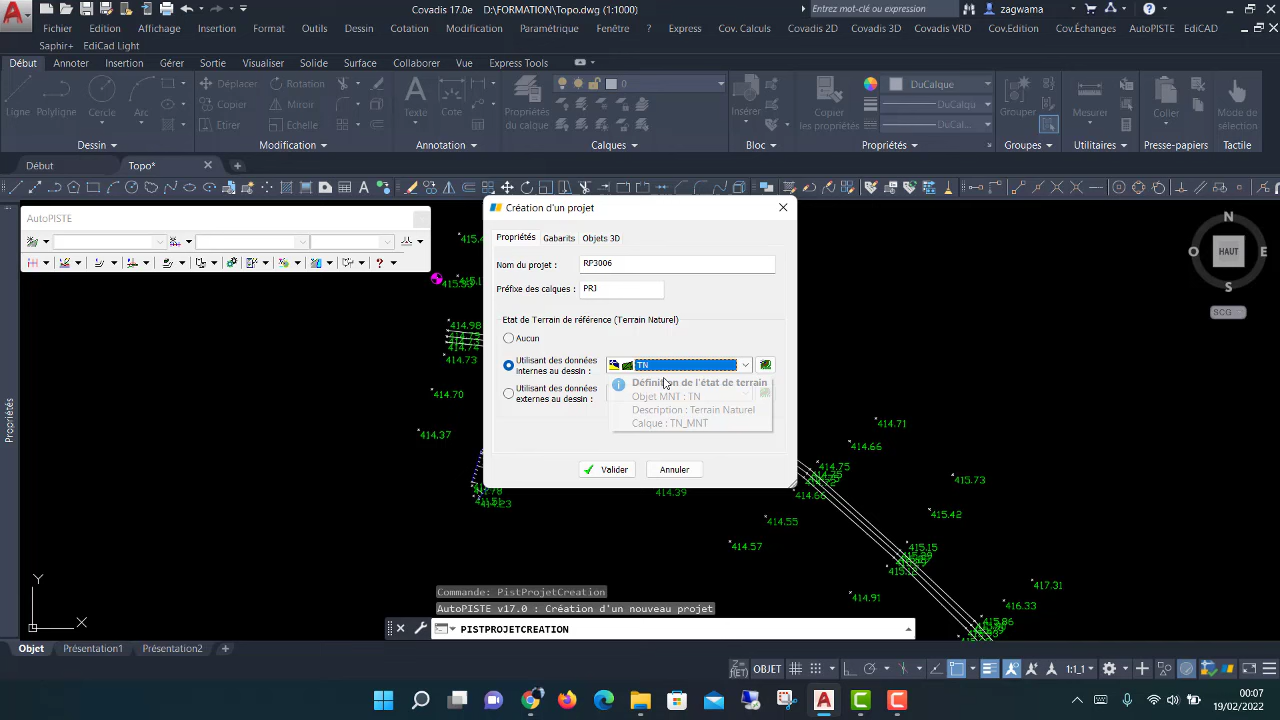 Covadis 17.0e D:\FORMATION\Topo.dwg (1:1000)
Entrez mot-clé ou expression
zagwama
Fichier Edition Affichage Insertion Format Outils Dessin Cotation Modification Paramétrique Fenêtre ? Express Cov. Calculs Covadis 2D Covadis 3D Covadis VRD Cov.Edition Cov.Chantiers AutoPISTE EdiCAD
Saphir+ EdiCad LandXML
Début Annoter Insertion Gérer Sortie Visualiser Solide Surface Collaborer Vue Express Tools
Ligne Polyligne Cercle Arc
Déplacer Rotation
Copier Miroir
Etirer Echelle
Texte Cote
Propriétés du calque
0
Insérer
Copier les propriétés
DuCalque
DuCalqu
DuCal...
Grouper
Mesurer
Coller
Mode de sélection
Dessin Modification Annotation Calques Bloc Propriétés Groupes Utilitaires Presse-papiers Tactile
Début Topo*
AutoPISTE
Création d'un projet
Propriétés Gabarits Objets 3D
Nom du projet : RP3006
Préfixe des calques : PRJ
Etat de Terrain de référence (Terrain Naturel)
Aucun
Utilisant des données
internes au dessin :
TN
Utilisant des données
externes au dessin :
Définition de l'état de terrain
Objet MNT : TN
Description : Terrain Naturel
Calque : TN_MNT
Valider Annuler
N
O HAUT E
S
SCG
414.98
414.74
414.73
414.70
414.37
414.23
414.39
414.71
414.66
414.75
414.66
415.73
414.55
415.42
414.57
415.15
417.31
414.91
416.33
415.86
Propriétés
Y
X
Commande: PistProjetCreation
AutoPISTE v17.0 : Création d'un nouveau projet
PISTPROJETCREATION
Objet Présentation1 Présentation2
OBJET
1:1
00:07
19/02/2022